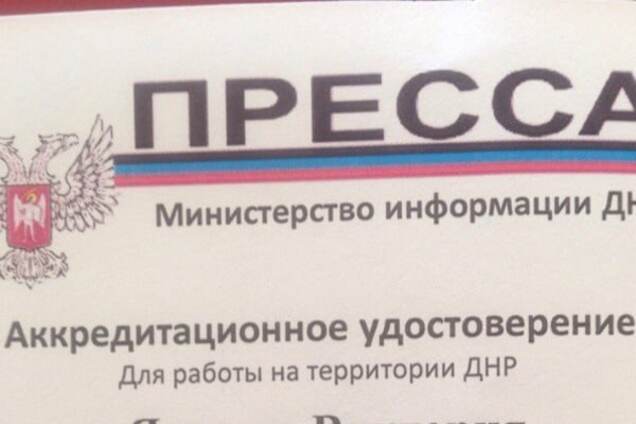 ПРЕССА
Министерство информации ДН
Аккредитационное удостоверение
Для работы на территории ДНР